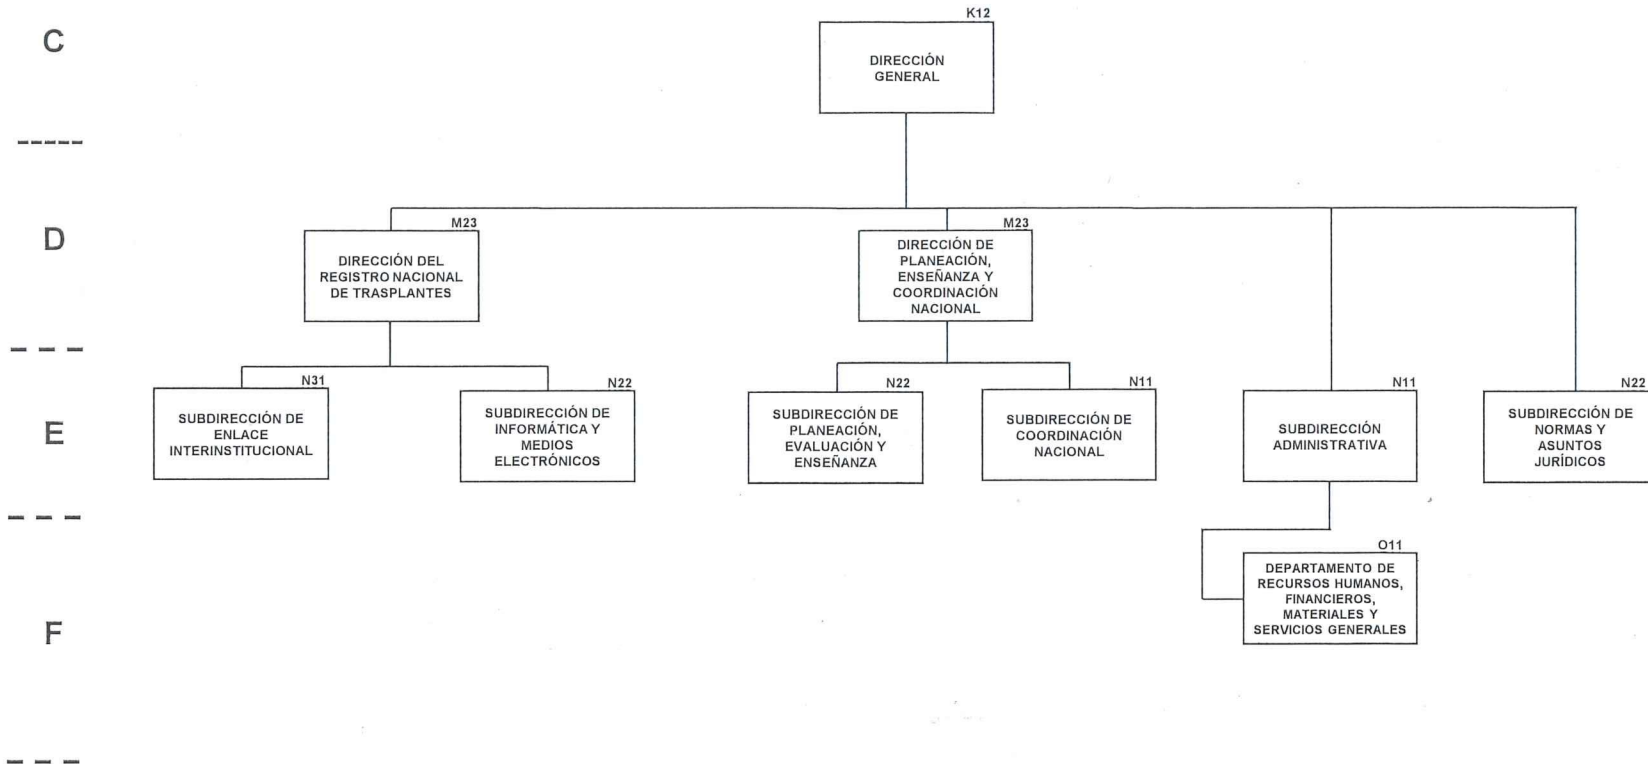 C
K12
DIRECCIÓN
GENERAL
D
M23
DIRECCIÓN DEL
REGISTRO NACIONAL
DE TRASPLANTES
M23
DIRECCIÓN DE
PLANEACIÓN,
ENSEÑANZA Y
COORDINACIÓN
NACIONAL
E
N31
SUBDIRECCIÓN DE
ENLACE
INTERINSTITUCIONAL
N22
SUBDIRECCIÓN DE
INFORMÁTICA Y
MEDIOS
ELECTRÓNICOS
N22
SUBDIRECCIÓN DE
PLANEACIÓN,
EVALUACIÓN Y
ENSEÑANZA
N11
SUBDIRECCIÓN DE
COORDINACIÓN
NACIONAL
N11
SUBDIRECCIÓN
ADMINISTRATIVA
N22
SUBDIRECCIÓN DE
NORMAS Y
ASUNTOS
JURÍDICOS
F
O11
DEPARTAMENTO DE
RECURSOS HUMANOS,
FINANCIEROS,
MATERIALES Y
SERVICIOS GENERALES